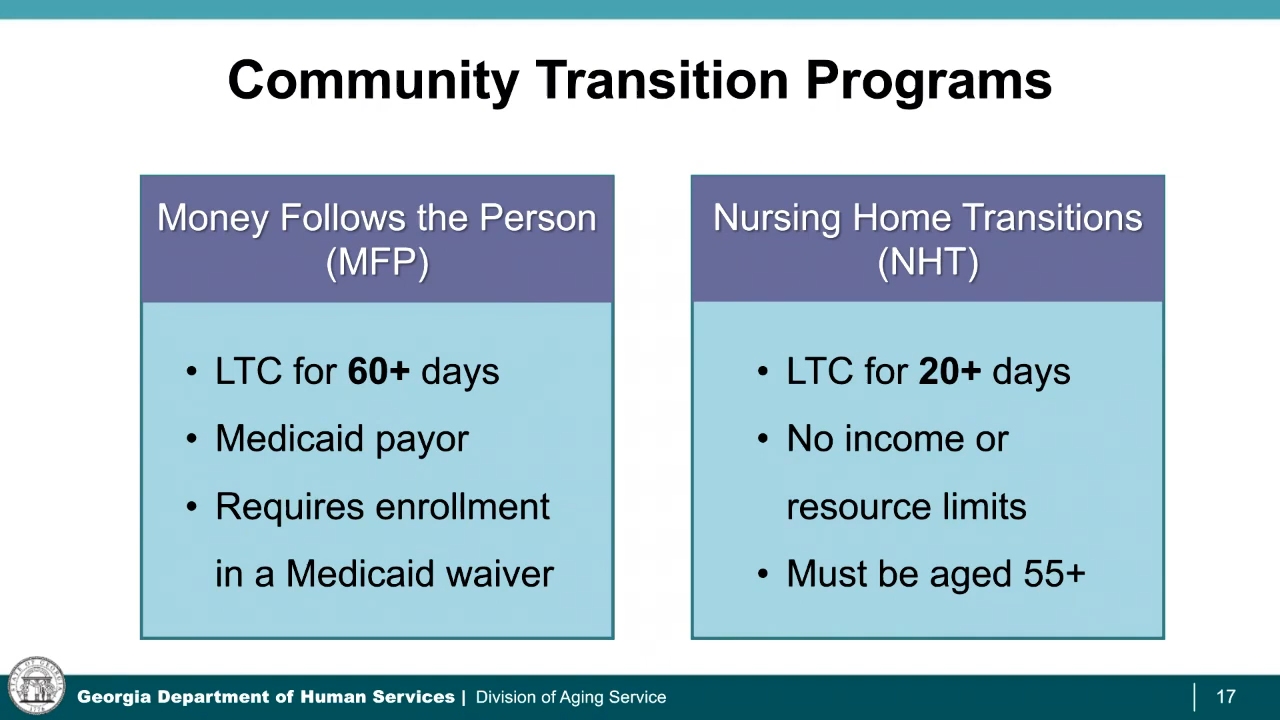 Community Transition Programs
Money Follows the Person
(MFP)
• LTC for 60+ days
• Medicaid payor
• Requires enrollment
in a Medicaid waiver
Nursing Home Transitions
(NHT)
• LTC for 20+ days
• No income or
resource limits
• Must be aged 55+
Georgia Department of Human Services | Division of Aging Service
17